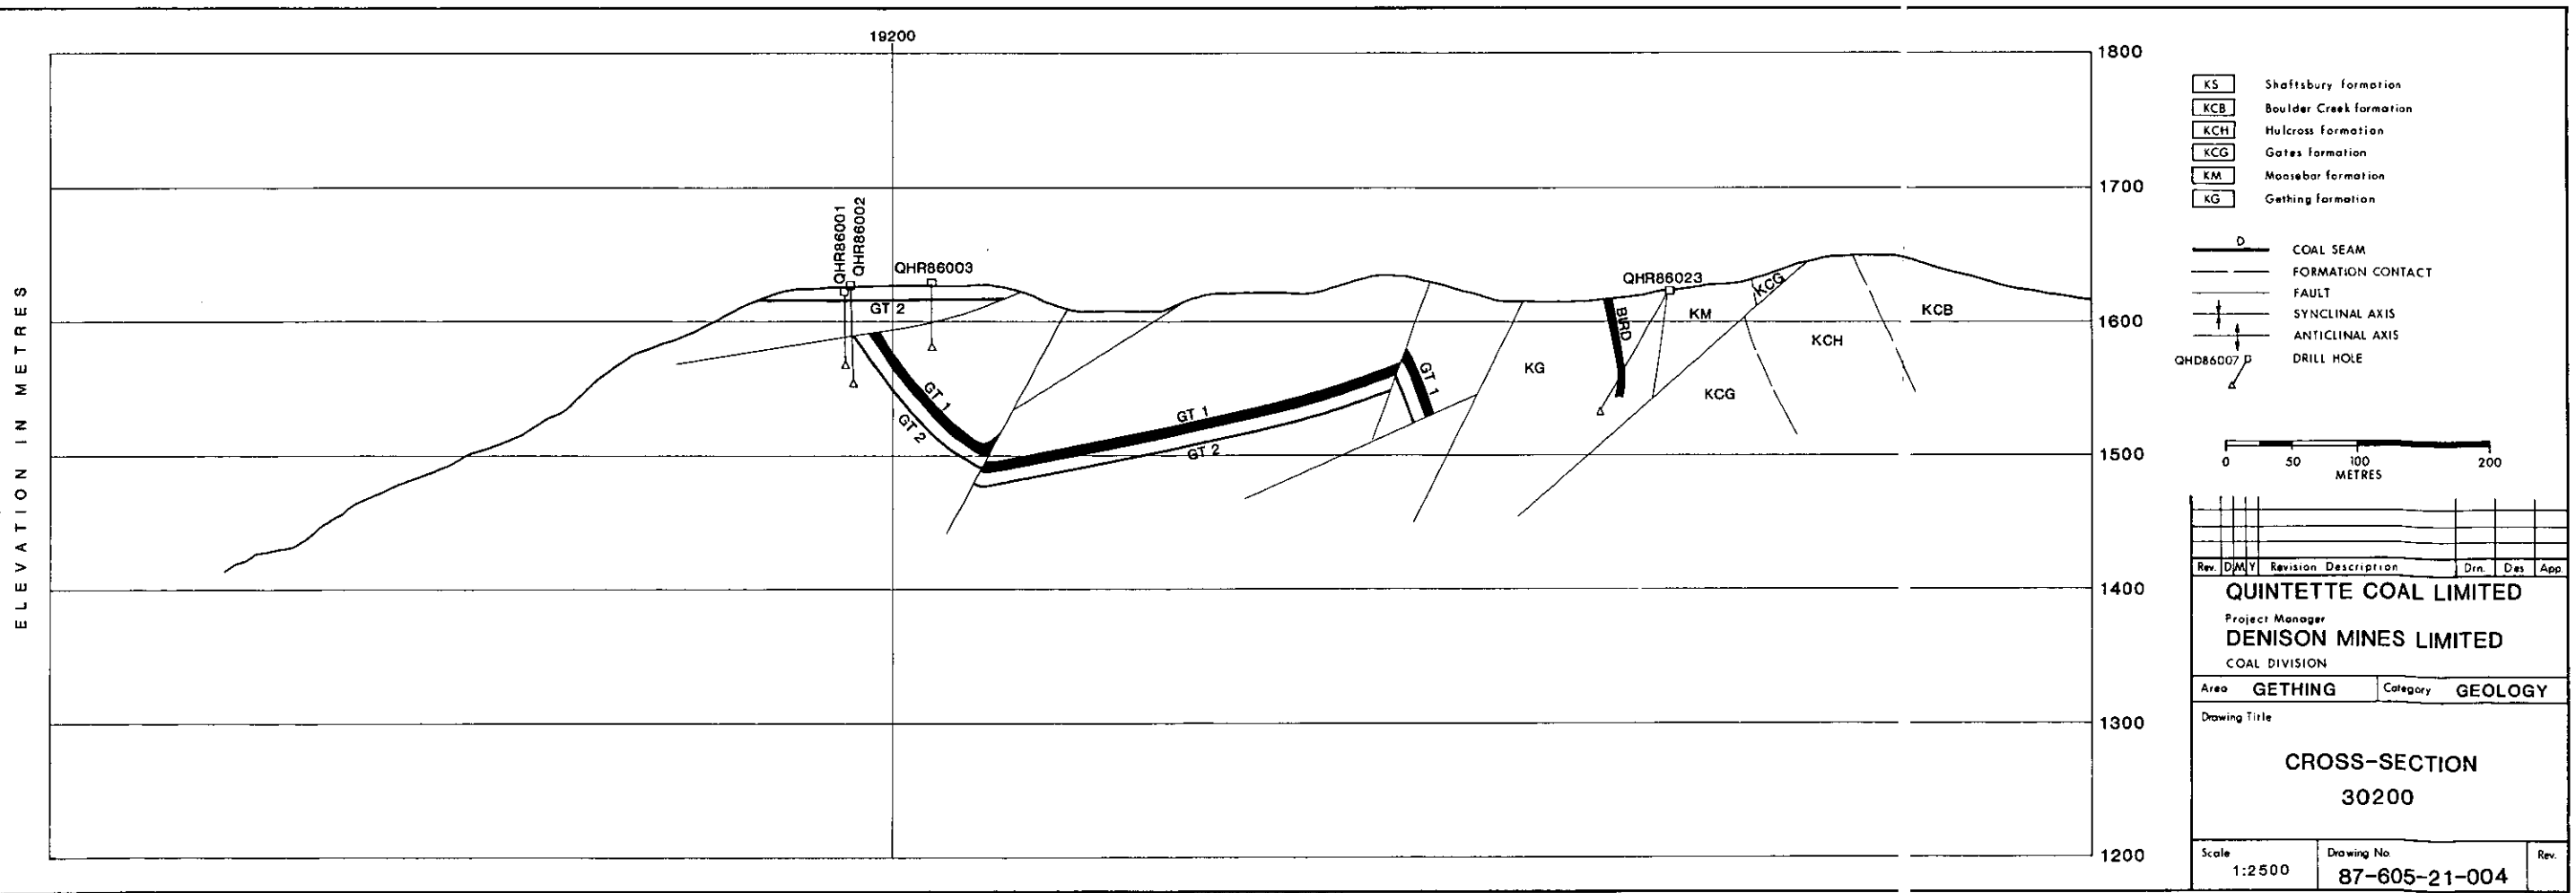 19200
1800
1700
1600
1500
1400
1300
1200
ELEVATION IN METRES
QHR86001
QHR86002
QHR86003
GT 2
GT 1
GT 2
GT 1
GT 2
GT 1
KG
BIRD
QHR86023
KM
KCG
KCG
KCH
KCB
KS Shaftsbury formation
KCB Boulder Creek formation
KCH Hulcross formation
KCG Gates formation
KM Moosebar formation
KG Gething formation
D COAL SEAM
FORMATION CONTACT
FAULT
SYNCLINAL AXIS
ANTICLINAL AXIS
QHD86007 DRILL HOLE
0 50 100 200
METRES
Rev. D M Y Revision Description Drn. Des App.
QUINTETTE COAL LIMITED
Project Manager
DENISON MINES LIMITED
COAL DIVISION
Area GETHING Category GEOLOGY
Drawing Title
CROSS-SECTION
30200
Scale 1:2500 Drawing No. 87-605-21-004 Rev.